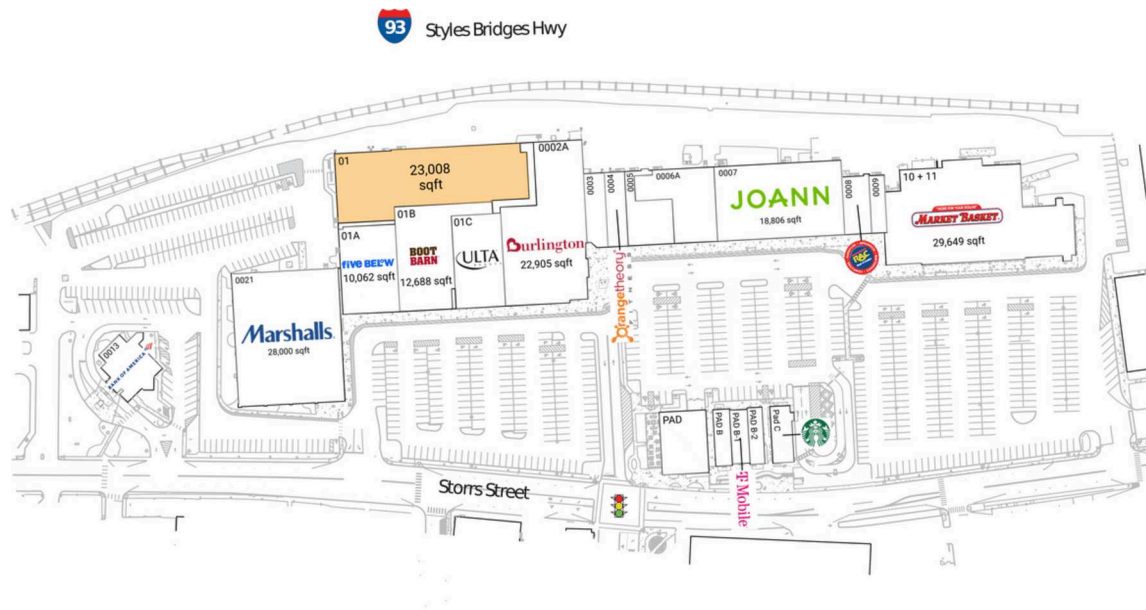 93
Styles Bridges Hwy
01
23,008
sqft
0002A
0003
0004
0005
0006A
0007
JOANN
18,806 sqft
0008
0009
10 + 11
MARKET BASKET
29,649 sqft
01A
five BELOW
10,062 sqft
01B
BOOT
BARN
12,688 sqft
01C
ULTA
Burlington
22,905 sqft
0021
Marshalls
28,000 sqft
0013
BANK OF AMERICA
Orangetheory
PAD
PAD B
PAD B-1
PAD B-2
Pad C
T Mobile
Storrs Street